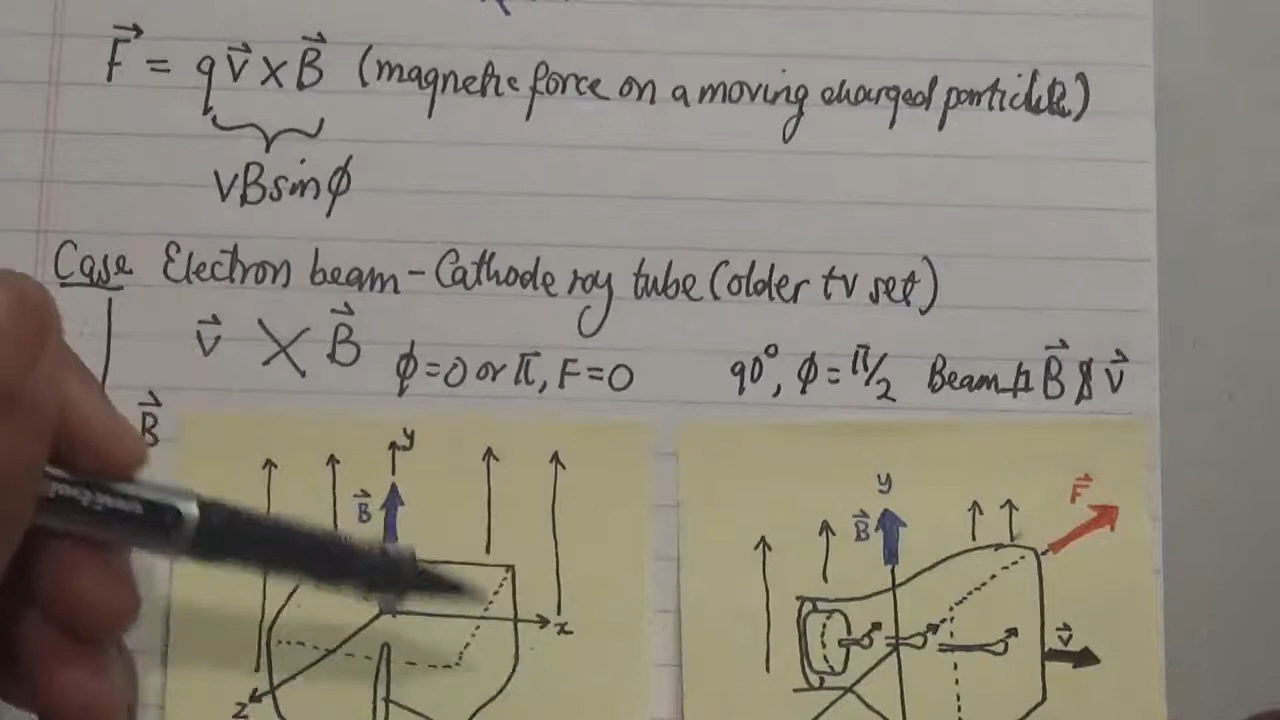 F⃗ = qv⃗ × B⃗ (magnetic force on a moving charged particle)
vBsinϕ
Case Electron beam - Cathode ray tube (older tv set)
v⃗ × B⃗ ϕ=0 or π, F=0 90°, ϕ=π/2 Beam B⃗ v⃗
B⃗
y
B⃗
x
z
y
B⃗
F⃗
v⃗